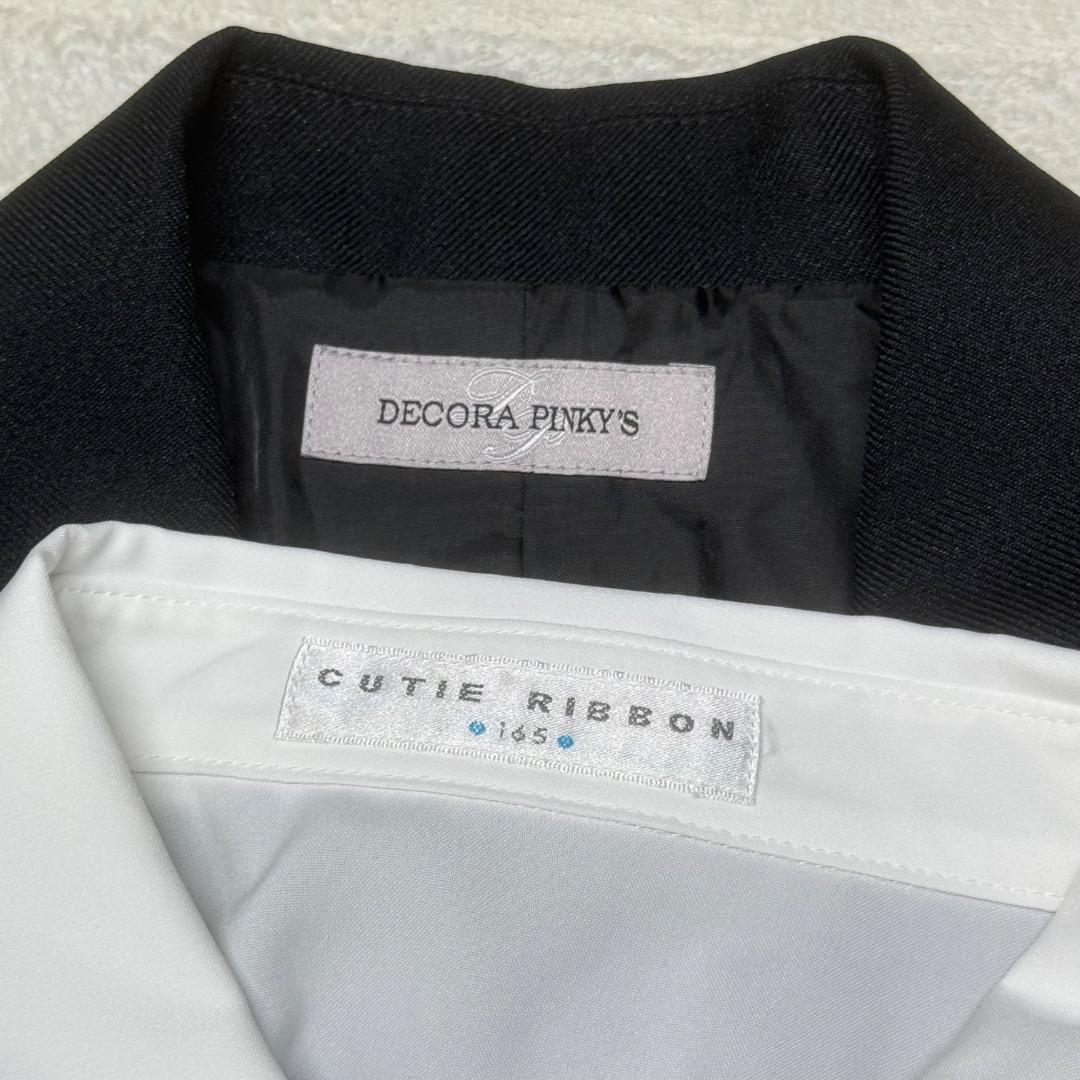 DECORA PINKY'S
CUTIE RIBBON
165